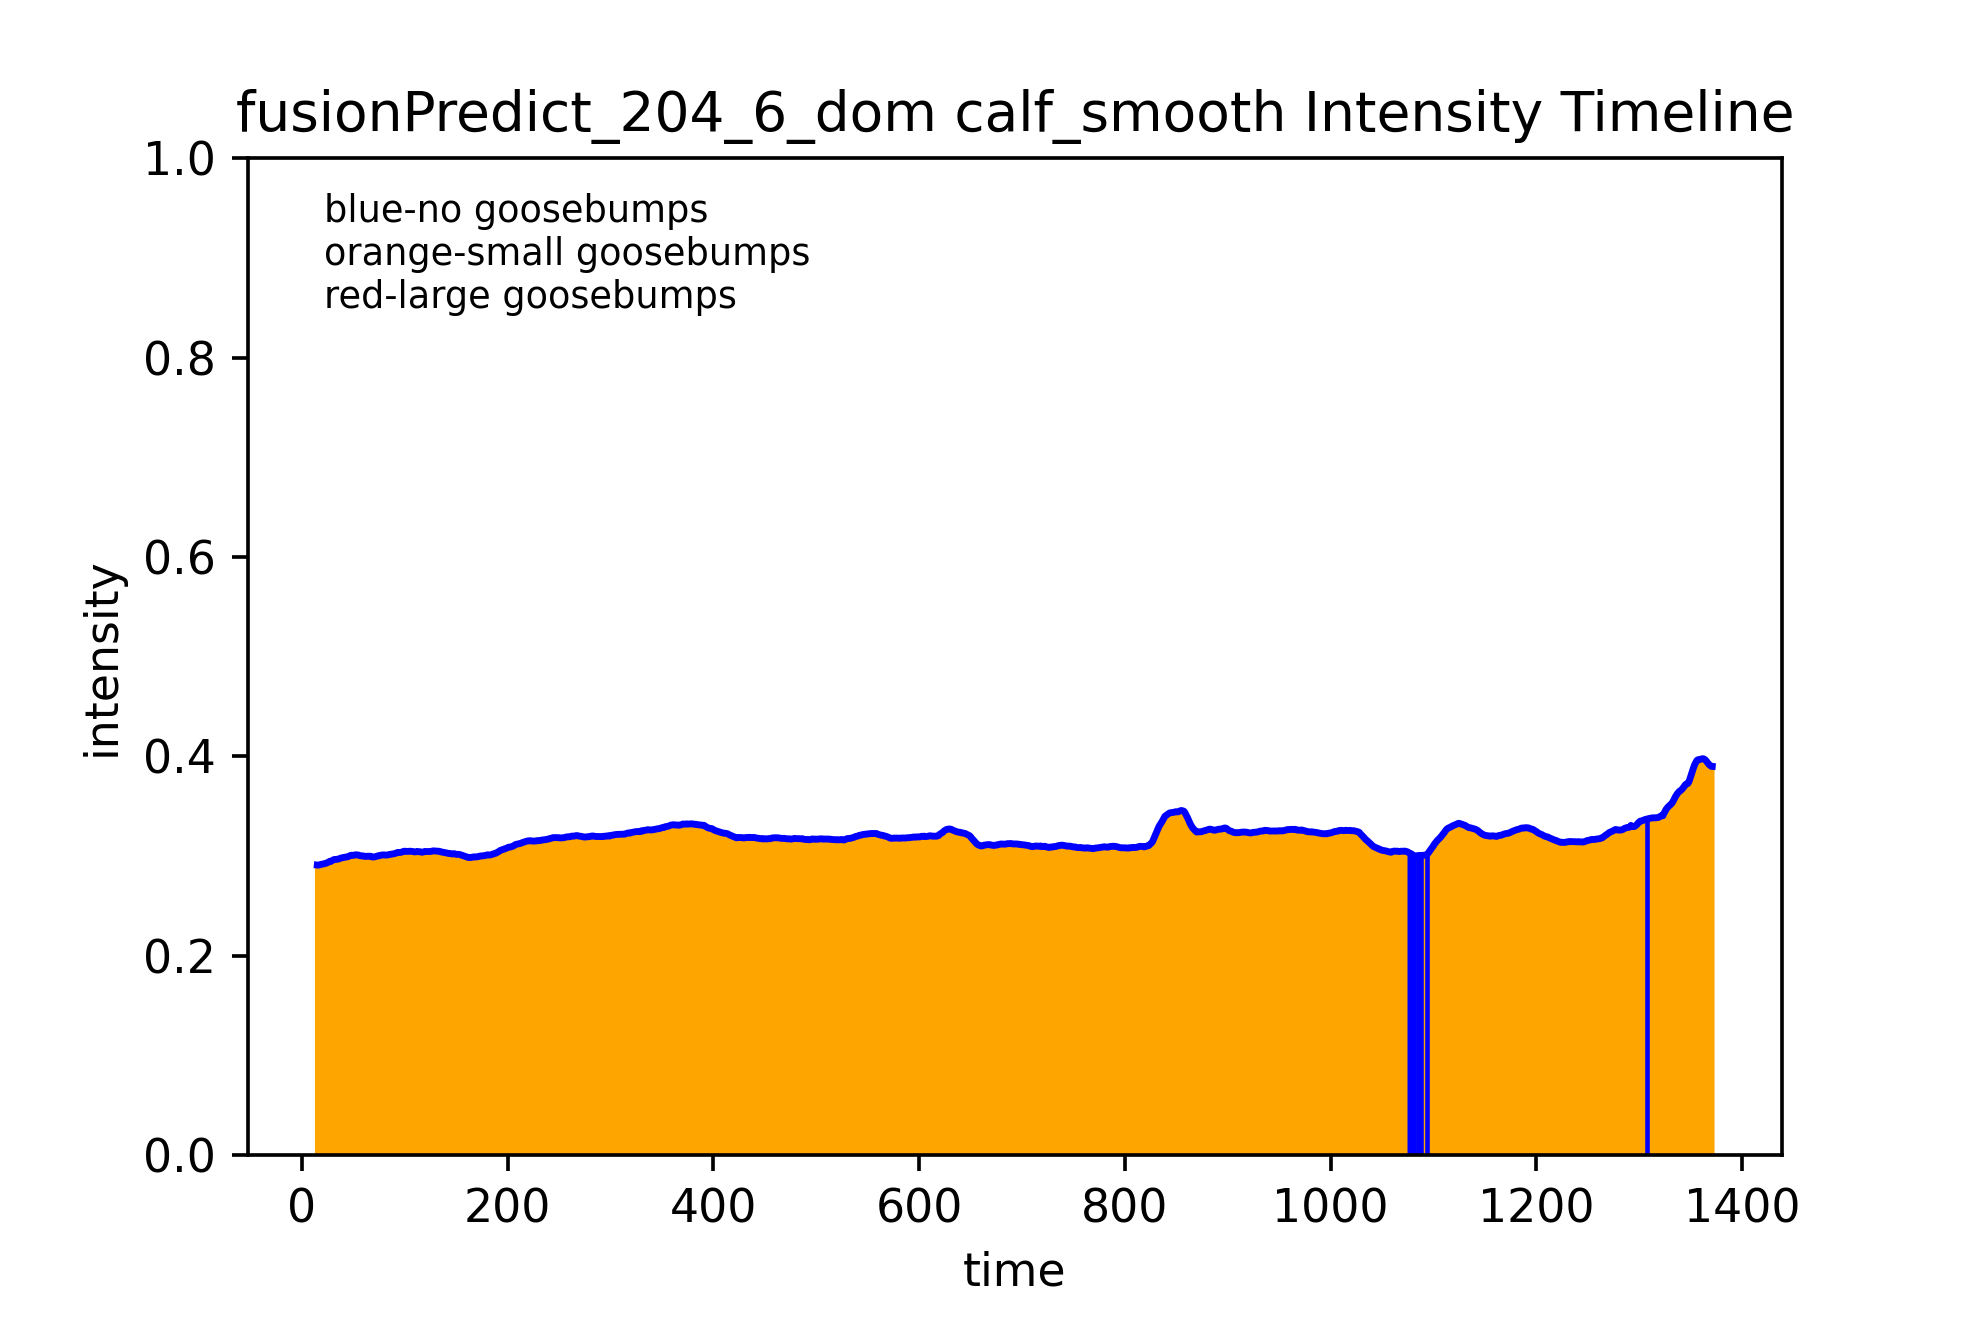 fusionPredict_204_6_dom calf_smooth Intensity Timeline
1.0
blue-no goosebumps
orange-small goosebumps
red-large goosebumps
0.8
0.6
intensity
0.4
0.2
0.0
0 200 400 600 800 1000 1200 1400
time